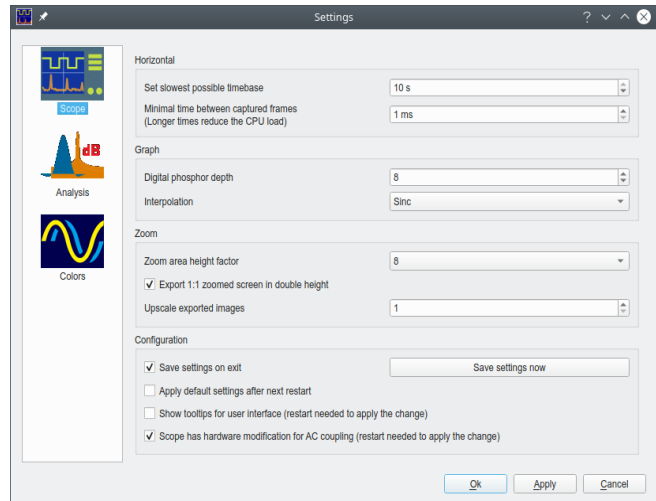 Settings
Scope
dB
Analysis
Colors
Horizontal
Set slowest possible timebase
10 s
Minimal time between captured frames
(Longer times reduce the CPU load)
1 ms
Graph
Digital phosphor depth
8
Interpolation
Sinc
Zoom
Zoom area height factor
8
Export 1:1 zoomed screen in double height
Upscale exported images
1
Configuration
Save settings on exit
Save settings now
Apply default settings after next restart
Show tooltips for user interface (restart needed to apply the change)
Scope has hardware modification for AC coupling (restart needed to apply the change)
Ok
Apply
Cancel